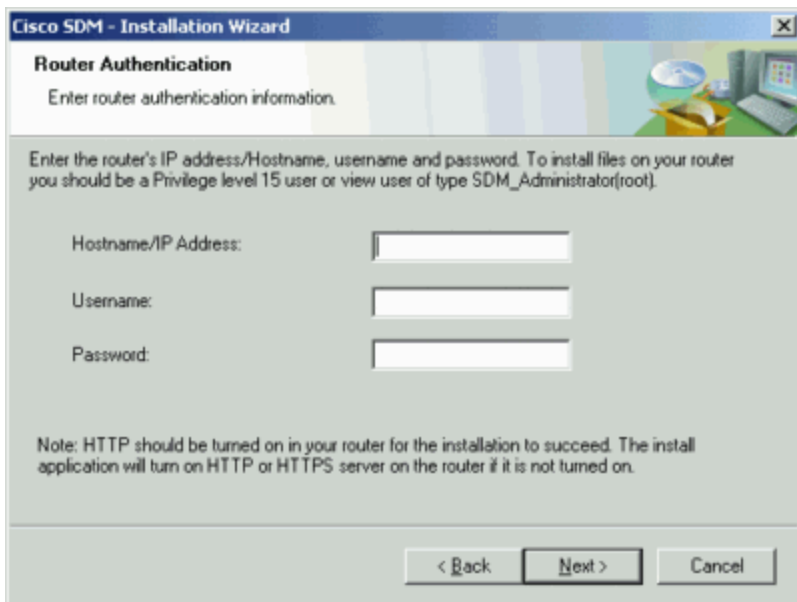 Cisco SDM - Installation Wizard
Router Authentication
Enter router authentication information.
Enter the router's IP address/Hostname, username and password. To install files on your router
you should be a Privilege level 15 user or view user of type SDM_Administrator(root).
Hostname/IP Address:
Username:
Password:
Note: HTTP should be turned on in your router for the installation to succeed. The install
application will turn on HTTP or HTTPS server on the router if it is not turned on.
< Back Next > Cancel